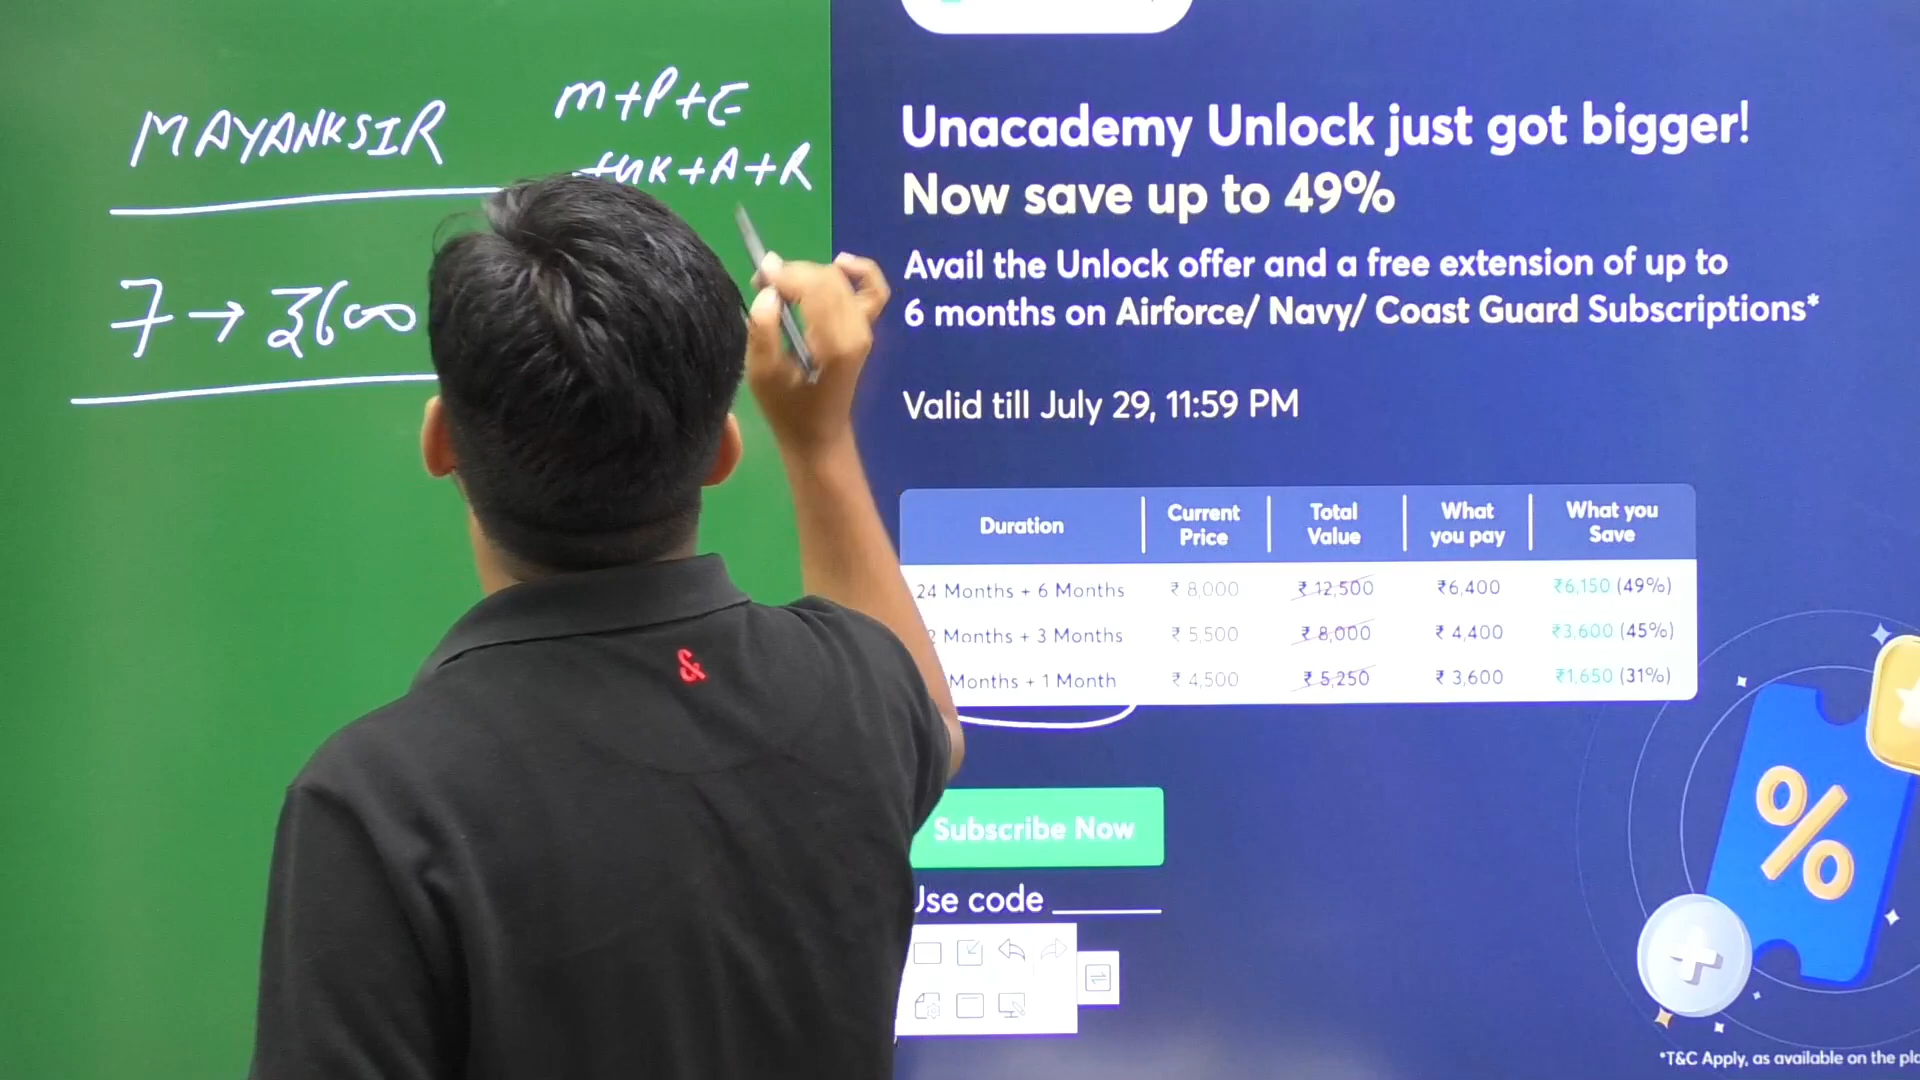 MAYANKSIR
m+P+E
+GK+A+R
7→3600
Unacademy Unlock just got bigger!
Now save up to 49%
Avail the Unlock offer and a free extension of up to
6 months on Airforce/ Navy/ Coast Guard Subscriptions*
Valid till July 29, 11:59 PM
Duration Current Price Total Value What you pay What you Save
24 Months + 6 Months ₹ 8,000 ₹ 12,500 ₹6,400 ₹6,150 (49%)
2 Months + 3 Months ₹ 5,500 ₹ 8,000 ₹ 4,400 ₹3,600 (45%)
Months + 1 Month ₹ 4,500 ₹ 5,250 ₹ 3,600 ₹1,650 (31%)
Subscribe Now
Use code
&
%
*T&C Apply, as available on the